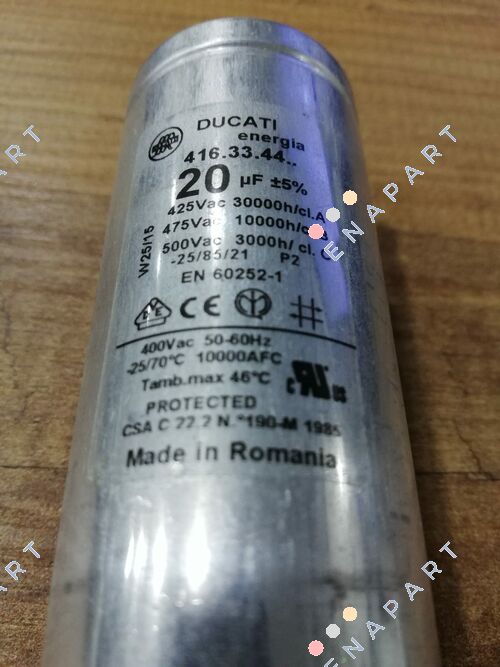 DUCATI
energia
416.33.44..
20 µF ±5%
425Vac 30000h/cl.A
475Vac 10000h/cl.B
500Vac 3000h/ cl. C
-25/85/21 P2
EN 60252-1
W25/15
400Vac 50-60Hz
-25/70°C 10000AFC
Tamb.max 46°C
PROTECTED
CSA C 22.2 N.°190-M 1985
Made in Romania
ENAPART
ENAPART
ENAPART
ENAPART